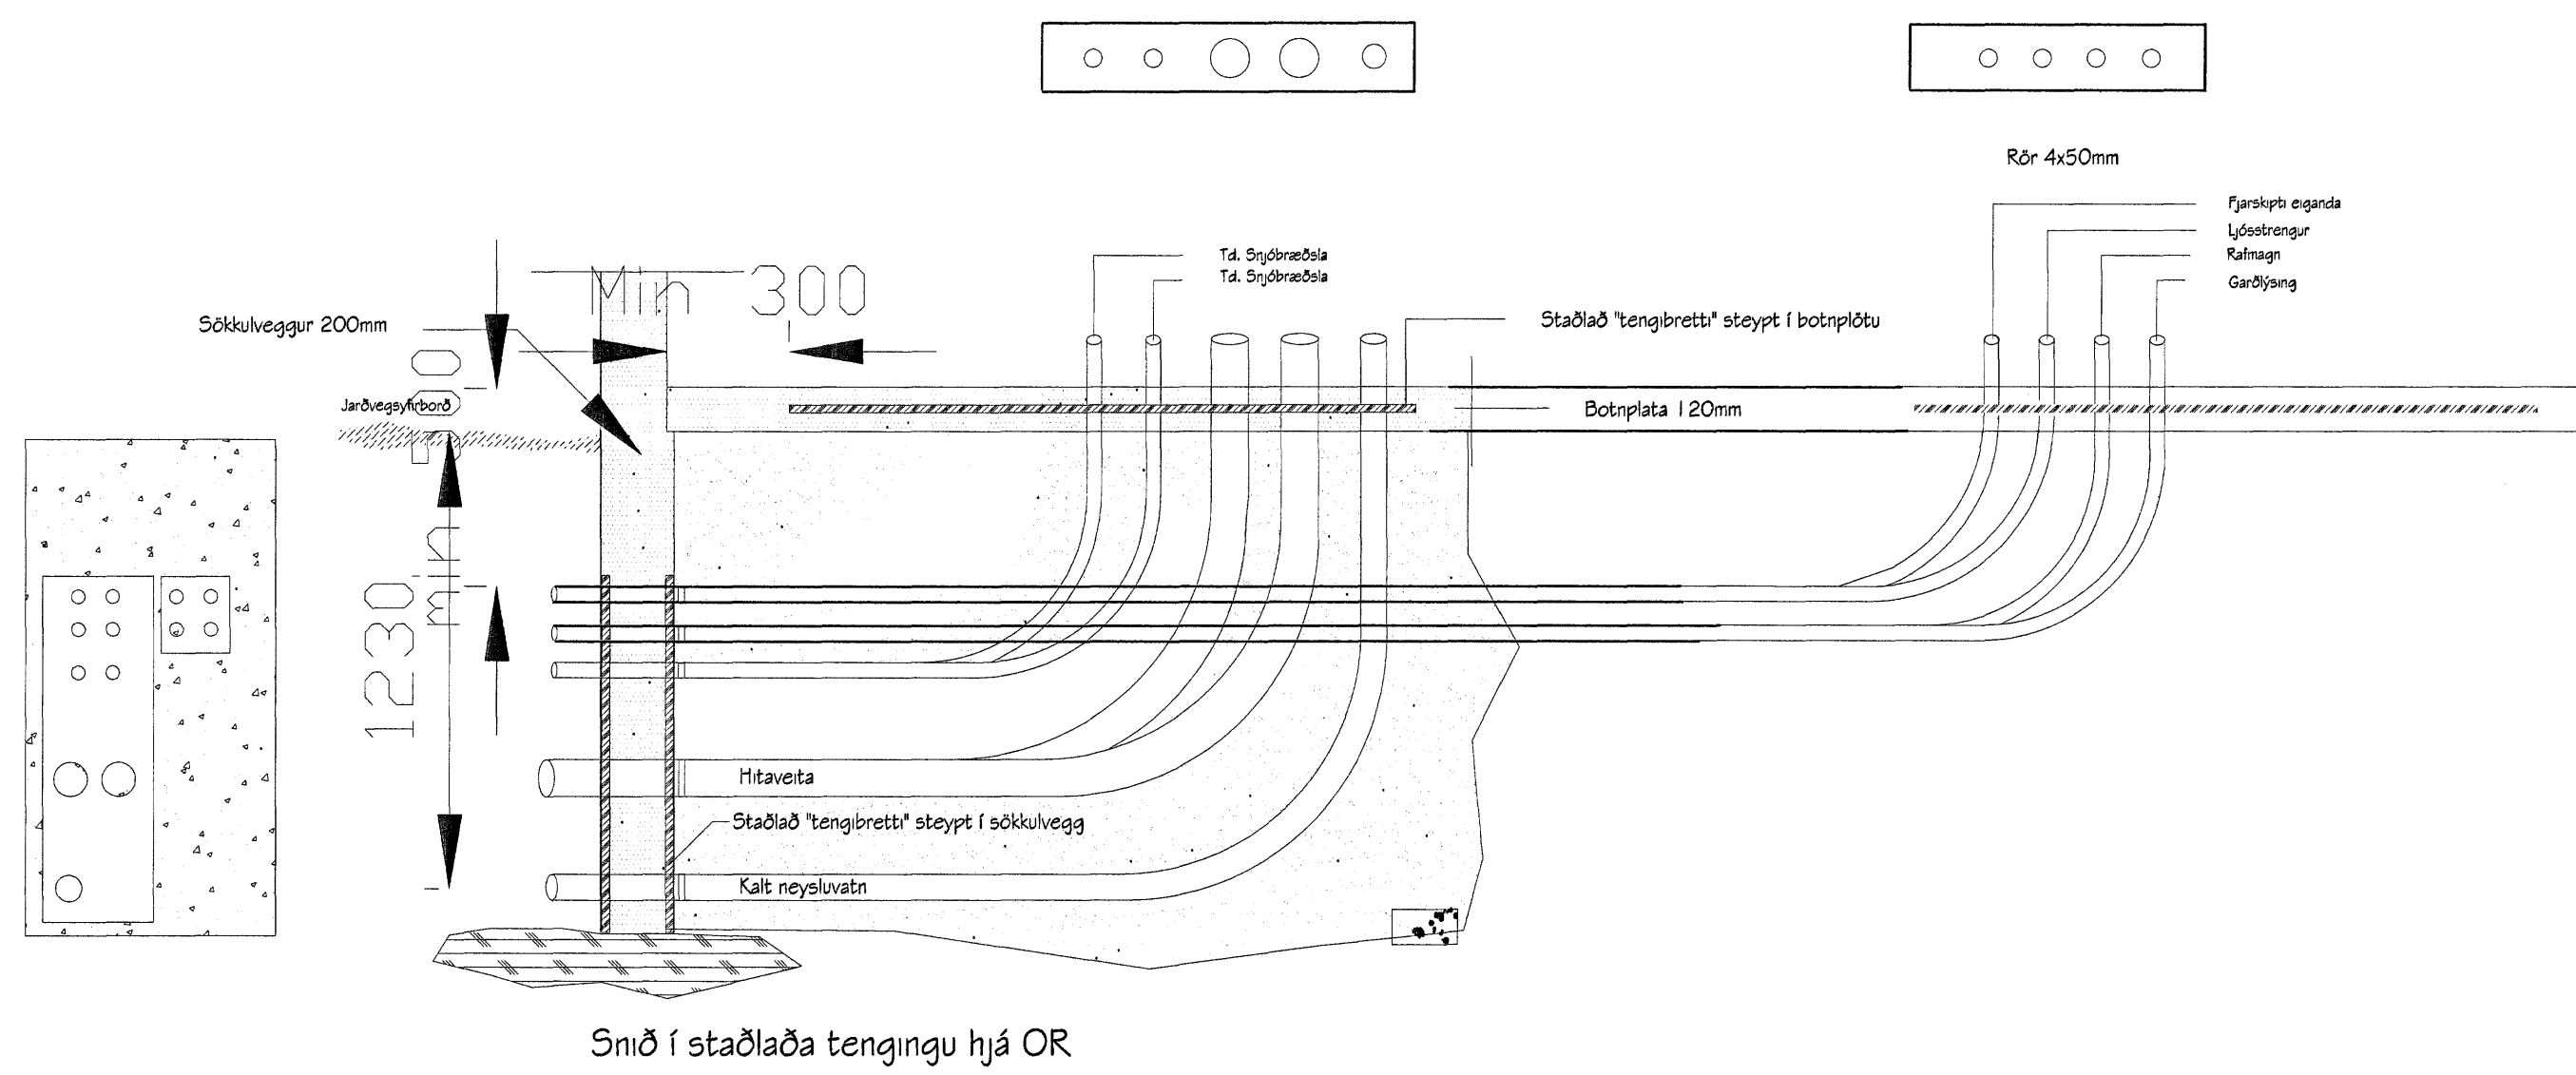 Rör 4x50mm
Fjarskipti eiganda
Ljósstrengur
Rafmagn
Garðlýsing
Td. Snjóbræðsla
Td. Snjóbræðsla
Min 300
Sökkulveggur 200mm
Staðlað "tengibretti" steypt í botnplötu
Jarðvegsyfirborð
Botnplata 120mm
min
1230
Hitaveita
Staðlað "tengibretti" steypt í sökkulvegg
Kalt neysluvatn
Snið í staðlaða tengingu hjá OR